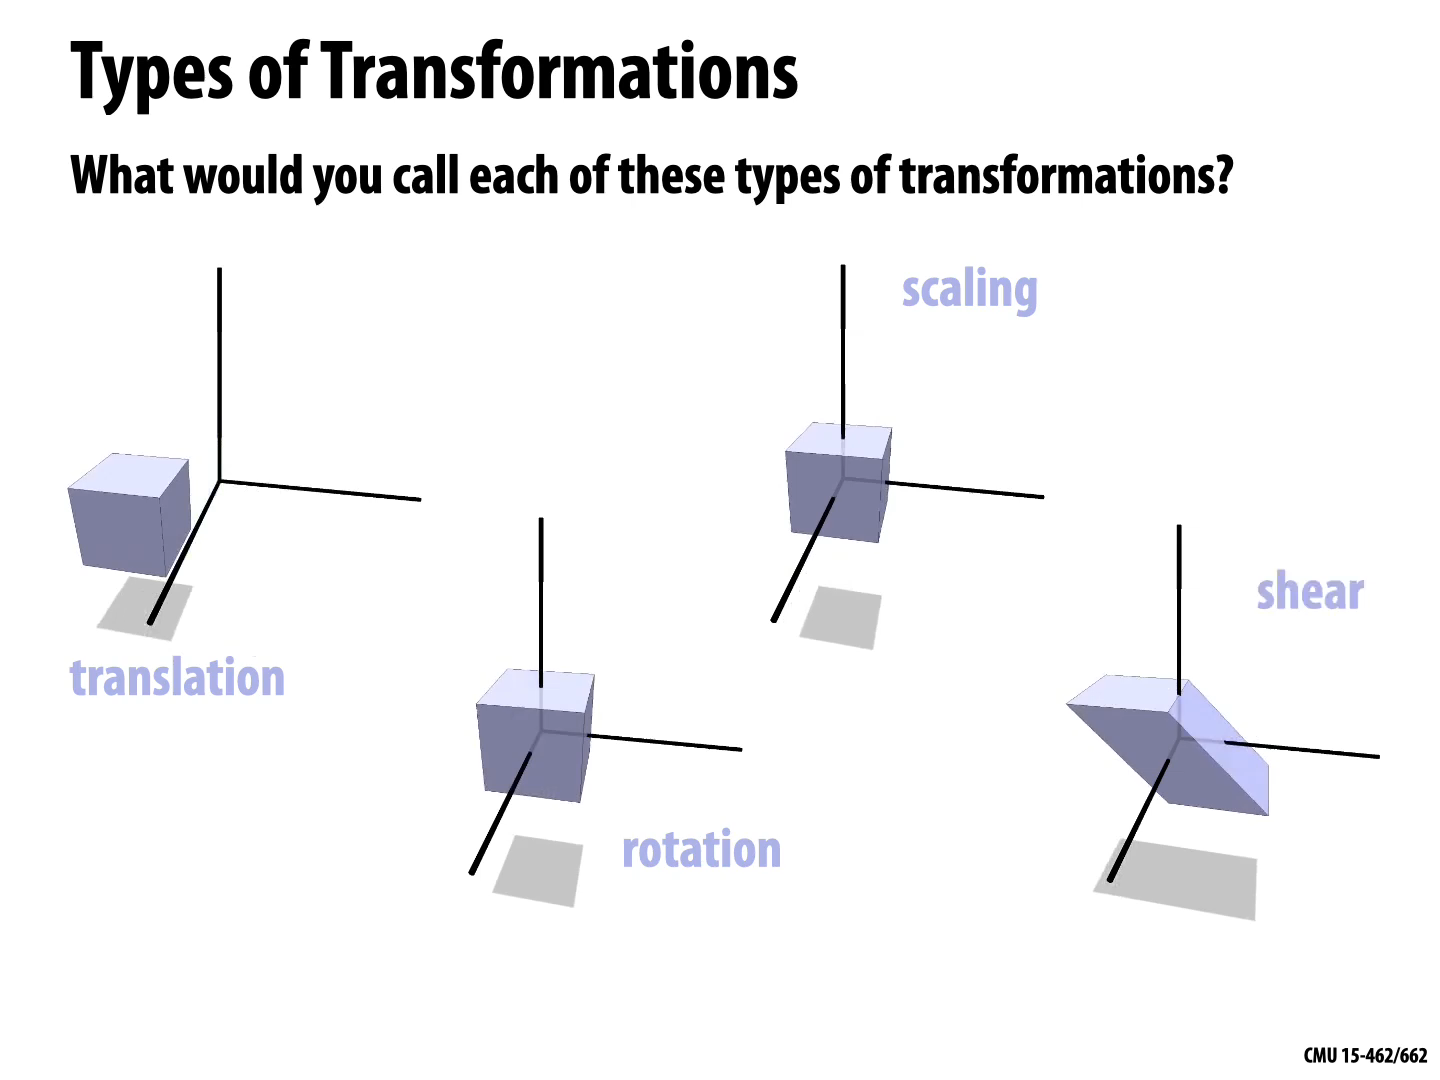 Types of Transformations
What would you call each of these types of transformations?
scaling
shear
translation
rotation
CMU 15-462/662